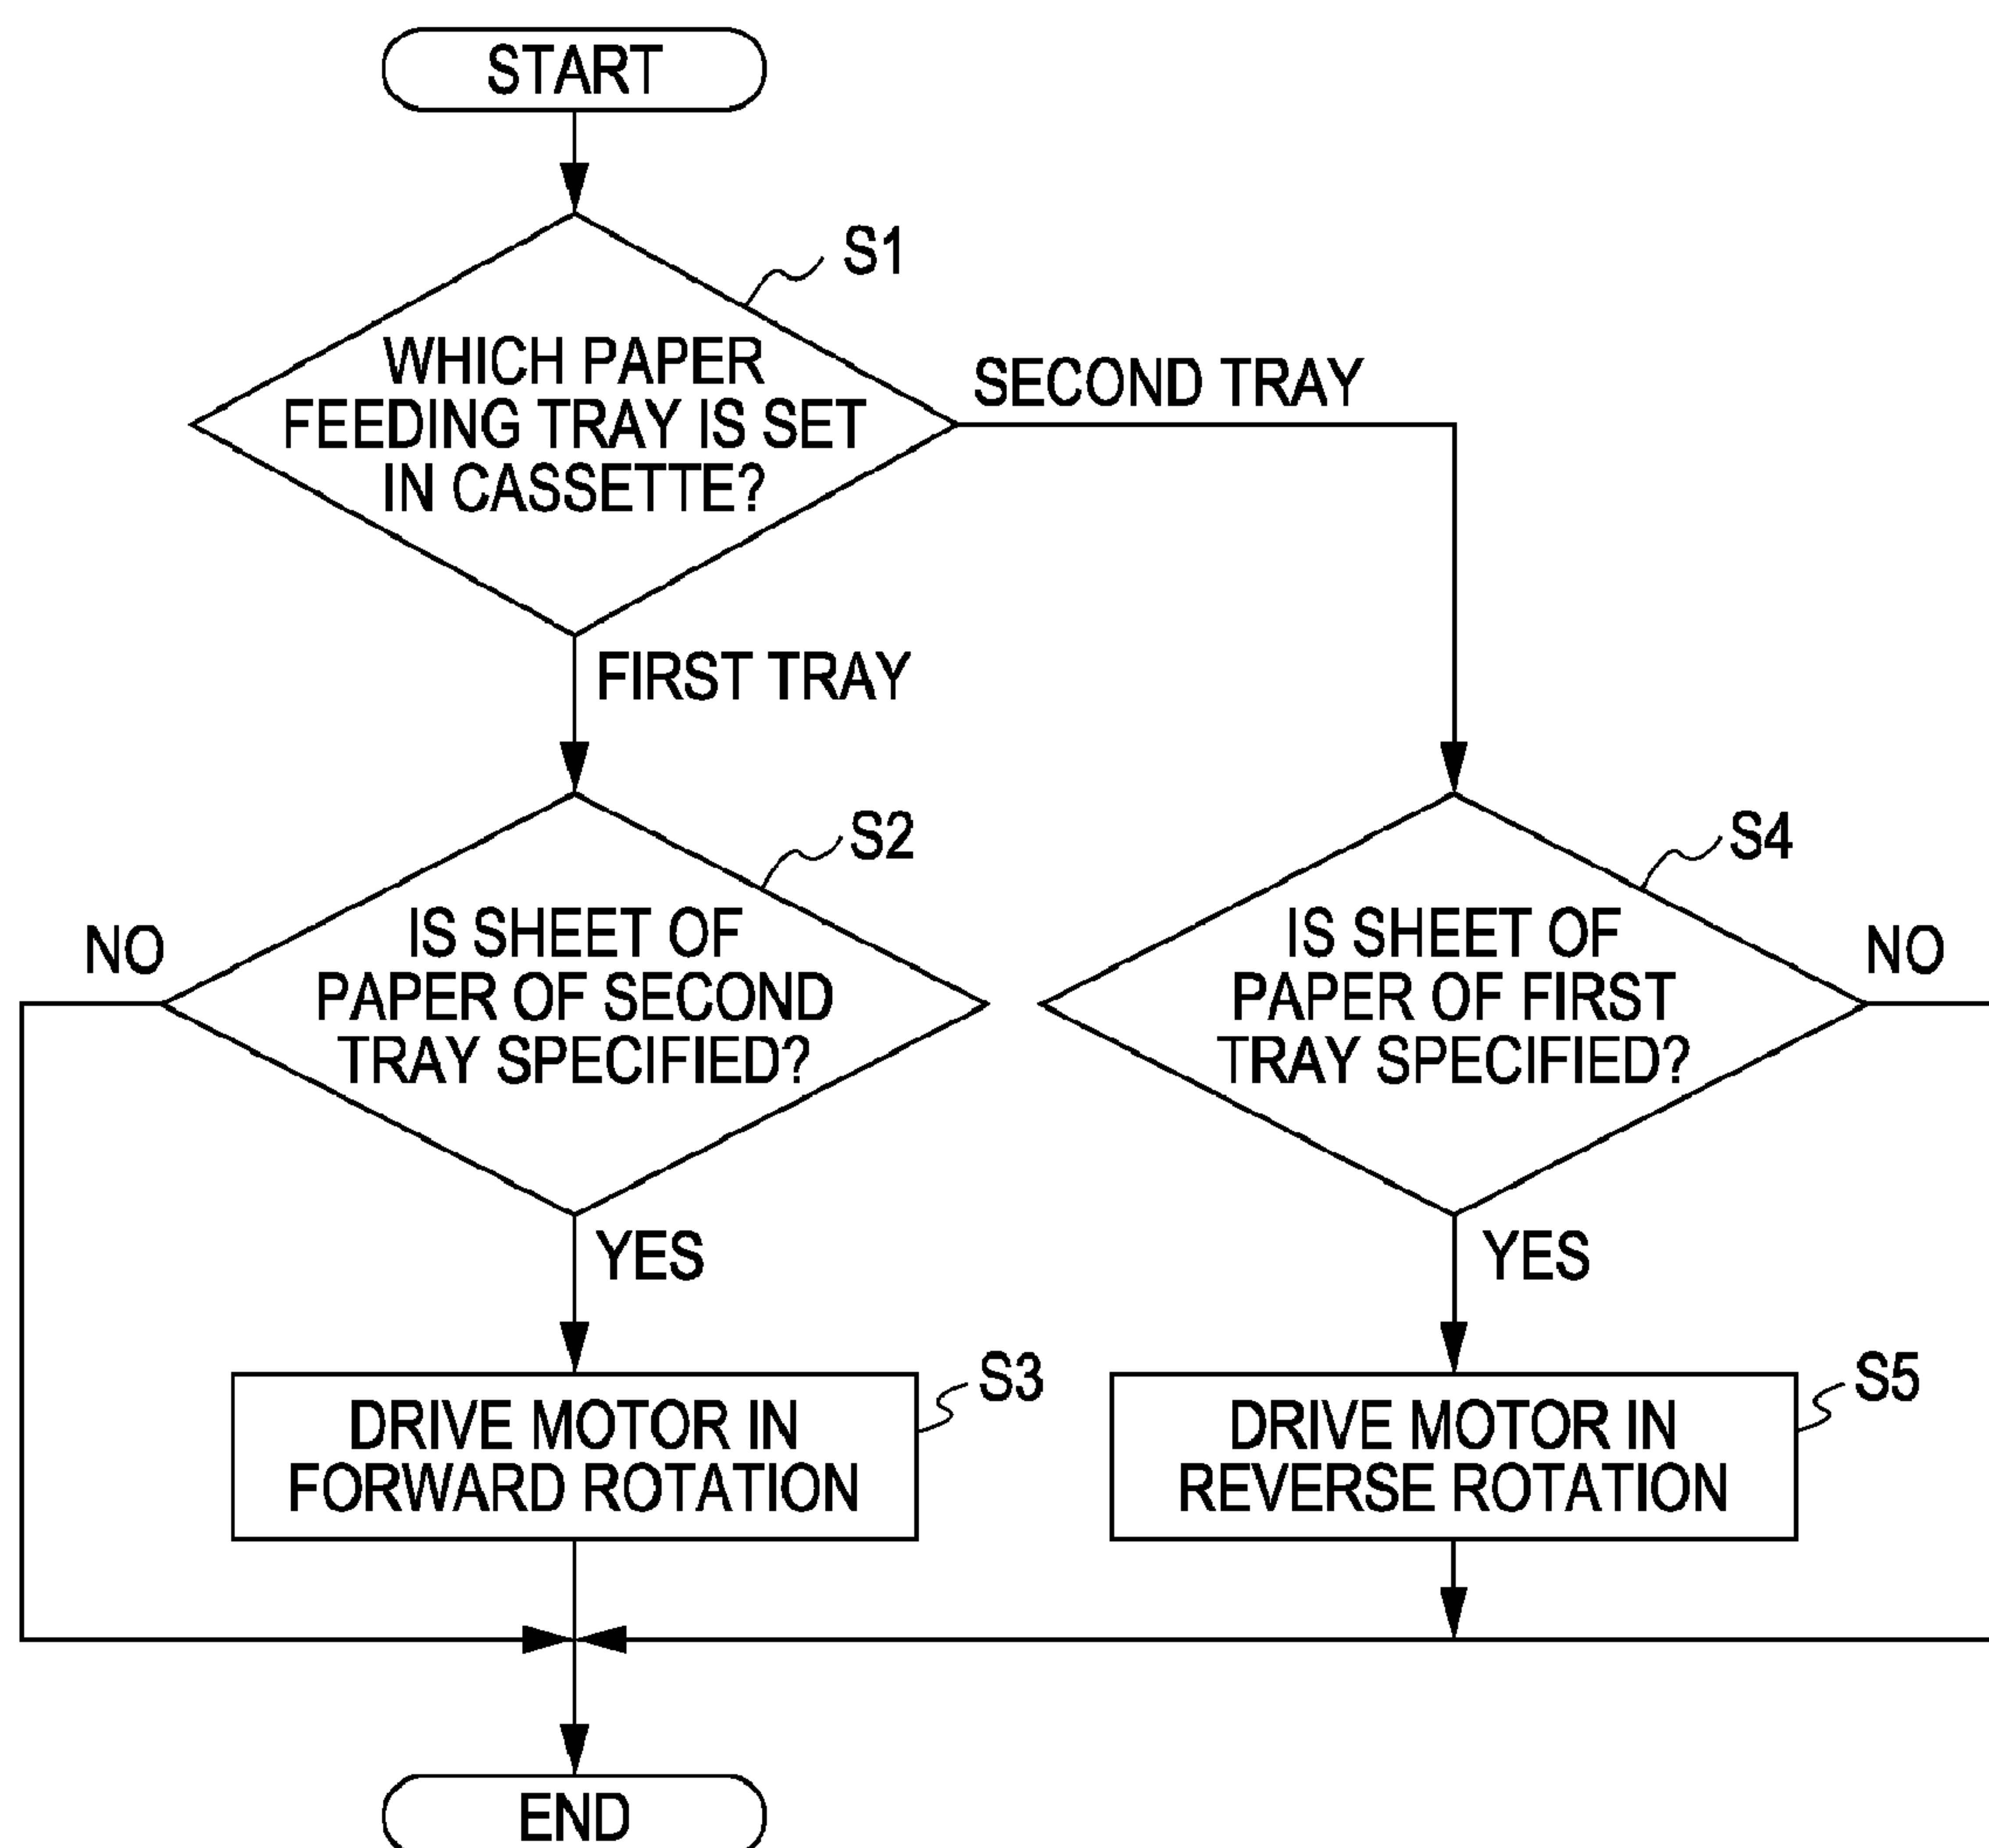 START
S1
WHICH PAPER
FEEDING TRAY IS SET
IN CASSETTE?
SECOND TRAY
FIRST TRAY
S2
IS SHEET OF
PAPER OF SECOND
TRAY SPECIFIED?
NO
YES
S4
IS SHEET OF
PAPER OF FIRST
TRAY SPECIFIED?
NO
YES
S3
DRIVE MOTOR IN
FORWARD ROTATION
S5
DRIVE MOTOR IN
REVERSE ROTATION
END